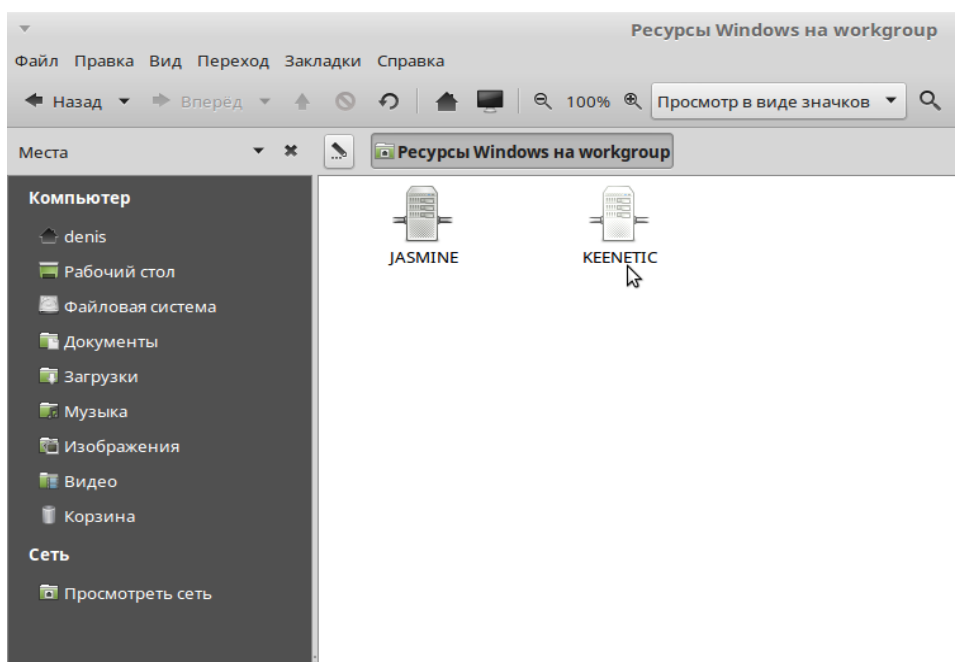 Ресурсы Windows на workgroup
Файл Правка Вид Переход Закладки Справка
Назад Вперёд 100% Просмотр в виде значков
Места
Ресурсы Windows на workgroup
Компьютер
denis
Рабочий стол
Файловая система
Документы
Загрузки
Музыка
Изображения
Видео
Корзина
Сеть
Просмотреть сеть
JASMINE KEENETIC